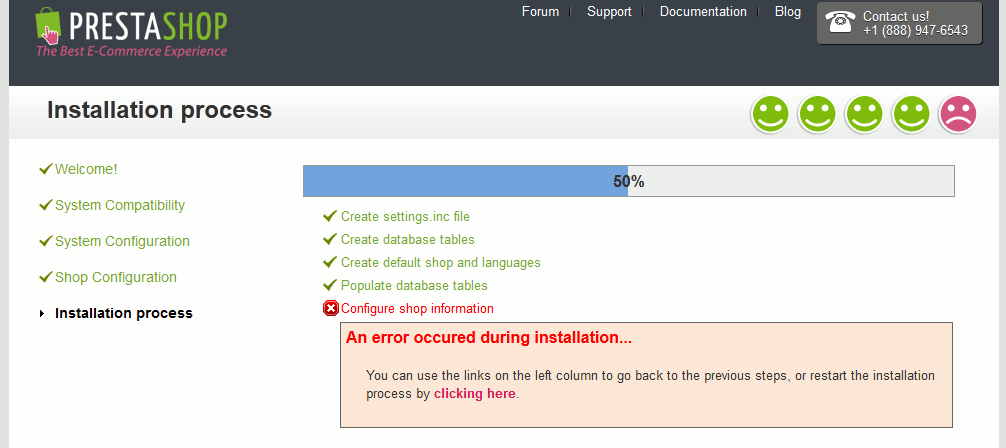 PRESTASHOP
The Best E-Commerce Experience
Forum
Support
Documentation
Blog
Contact us!
+1 (888) 947-6543
Installation process
Welcome!
System Compatibility
System Configuration
Shop Configuration
Installation process
50%
Create settings.inc file
Create database tables
Create default shop and languages
Populate database tables
Configure shop information
An error occured during installation...
You can use the links on the left column to go back to the previous steps, or restart the installation
process by clicking here.